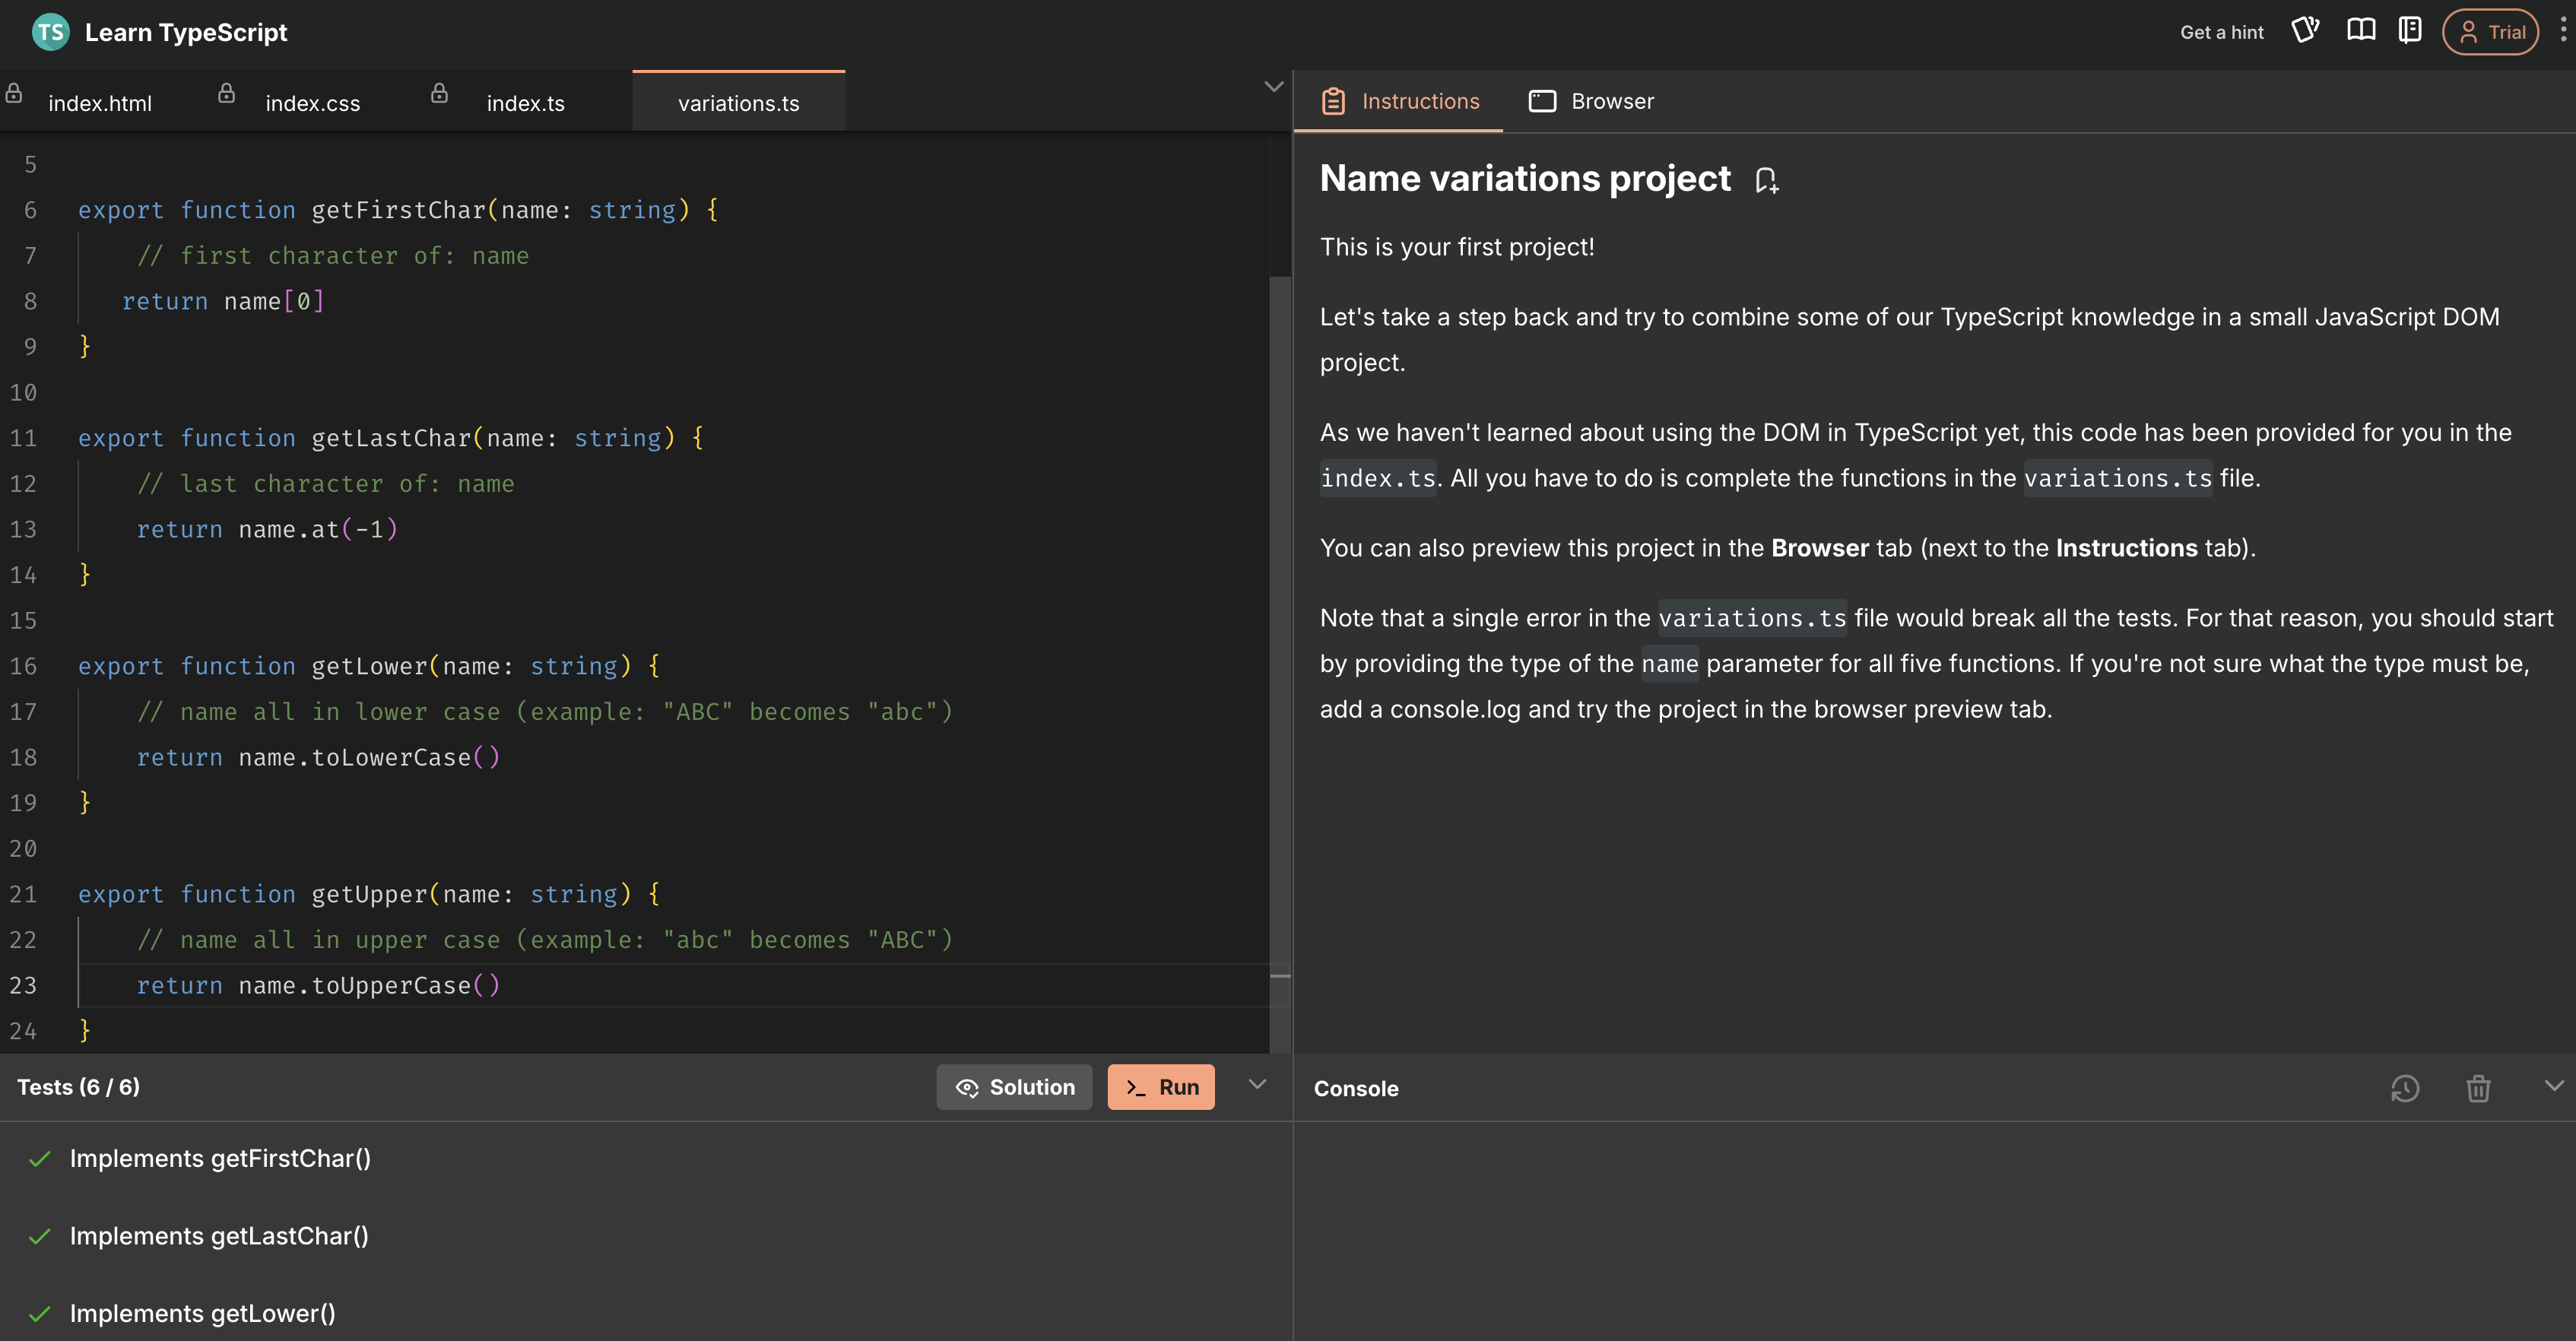 TS Learn TypeScript
Get a hint
Trial
index.html
index.css
index.ts
variations.ts
5
6 export function getFirstChar(name: string) {
7 // first character of: name
8 return name[0]
9 }
10
11 export function getLastChar(name: string) {
12 // last character of: name
13 return name.at(-1)
14 }
15
16 export function getLower(name: string) {
17 // name all in lower case (example: "ABC" becomes "abc")
18 return name.toLowerCase()
19 }
20
21 export function getUpper(name: string) {
22 // name all in upper case (example: "abc" becomes "ABC")
23 return name.toUpperCase()
24 }
Tests (6 / 6)
Solution
>_ Run
Implements getFirstChar()
Implements getLastChar()
Implements getLower()
Instructions
Browser
Name variations project
This is your first project!
Let's take a step back and try to combine some of our TypeScript knowledge in a small JavaScript DOM
project.
As we haven't learned about using the DOM in TypeScript yet, this code has been provided for you in the
index.ts. All you have to do is complete the functions in the variations.ts file.
You can also preview this project in the Browser tab (next to the Instructions tab).
Note that a single error in the variations.ts file would break all the tests. For that reason, you should start
by providing the type of the name parameter for all five functions. If you're not sure what the type must be,
add a console.log and try the project in the browser preview tab.
Console